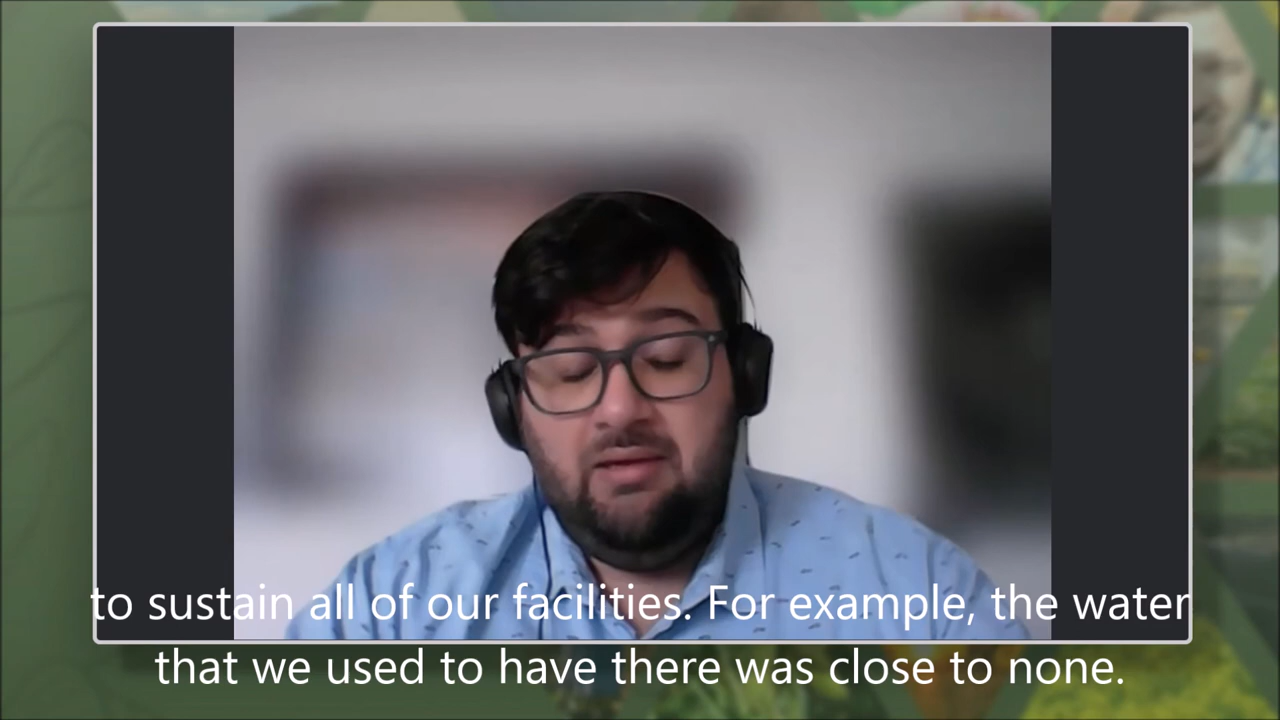 to sustain all of our facilities. For example, the water
that we used to have there was close to none.